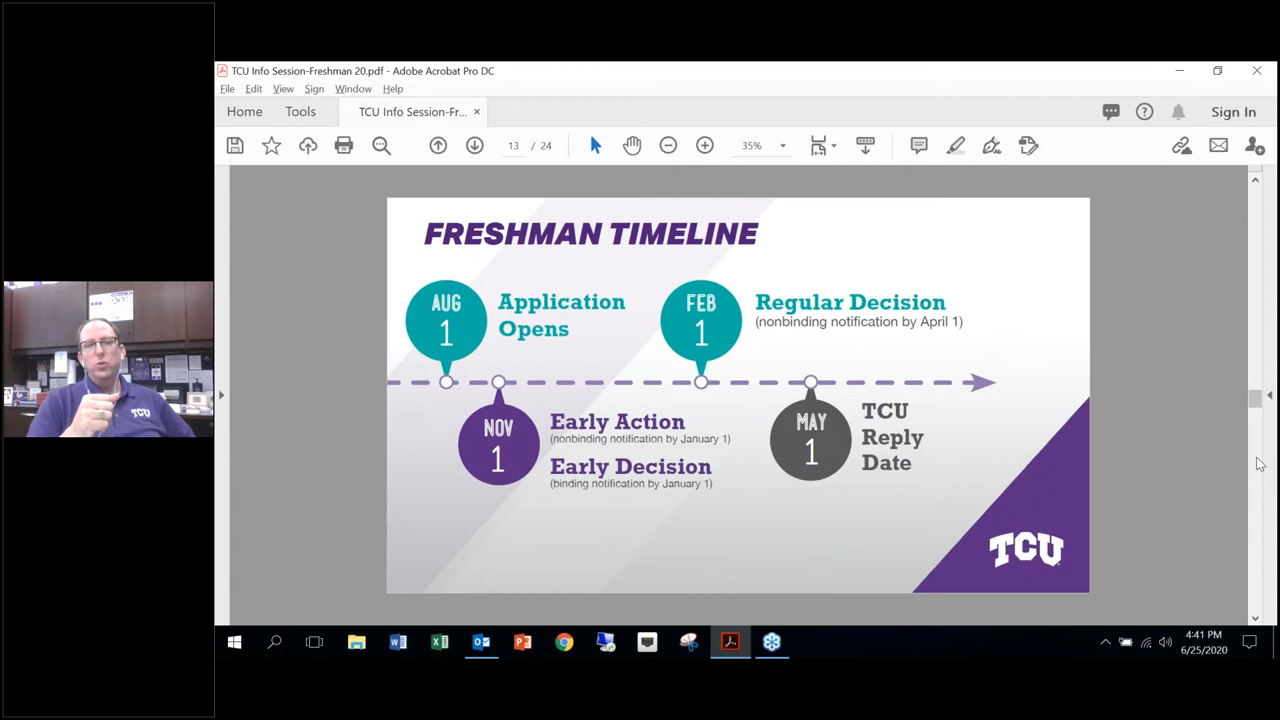 TCU Info Session-Freshman 20.pdf - Adobe Acrobat Pro DC
File Edit View Sign Window Help
Home Tools TCU Info Session-Fr... × Sign In
13 / 24 35%
FRESHMAN TIMELINE
AUG
1
Application
Opens
FEB
1
Regular Decision
(nonbinding notification by April 1)
NOV
1
Early Action
(nonbinding notification by January 1)
Early Decision
(binding notification by January 1)
MAY
1
TCU
Reply
Date
TCU
TCU
4:41 PM
6/25/2020